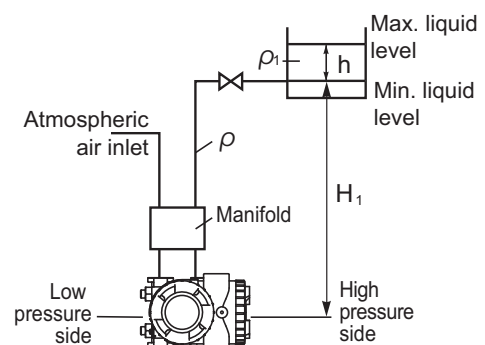 Max. liquid
level
ρ1
h
Min. liquid
level
Atmospheric
air inlet
ρ
H1
Manifold
Low
pressure
side
High
pressure
side